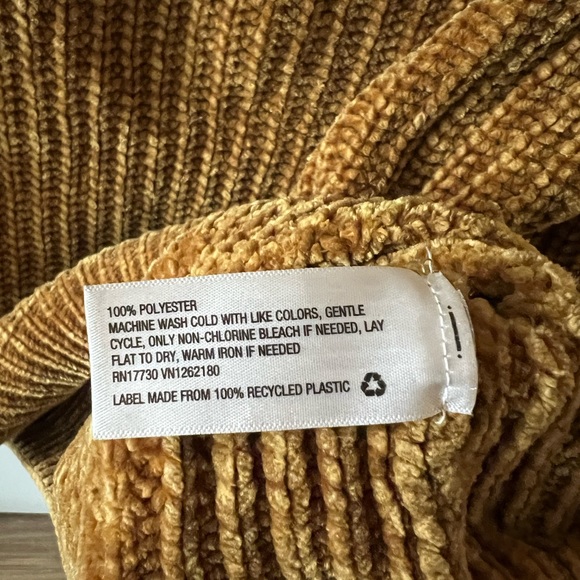 100% POLYESTER
MACHINE WASH COLD WITH LIKE COLORS, GENTLE
CYCLE, ONLY NON-CHLORINE BLEACH IF NEEDED, LAY
FLAT TO DRY, WARM IRON IF NEEDED
RN17730 VN1262180
LABEL MADE FROM 100% RECYCLED PLASTIC